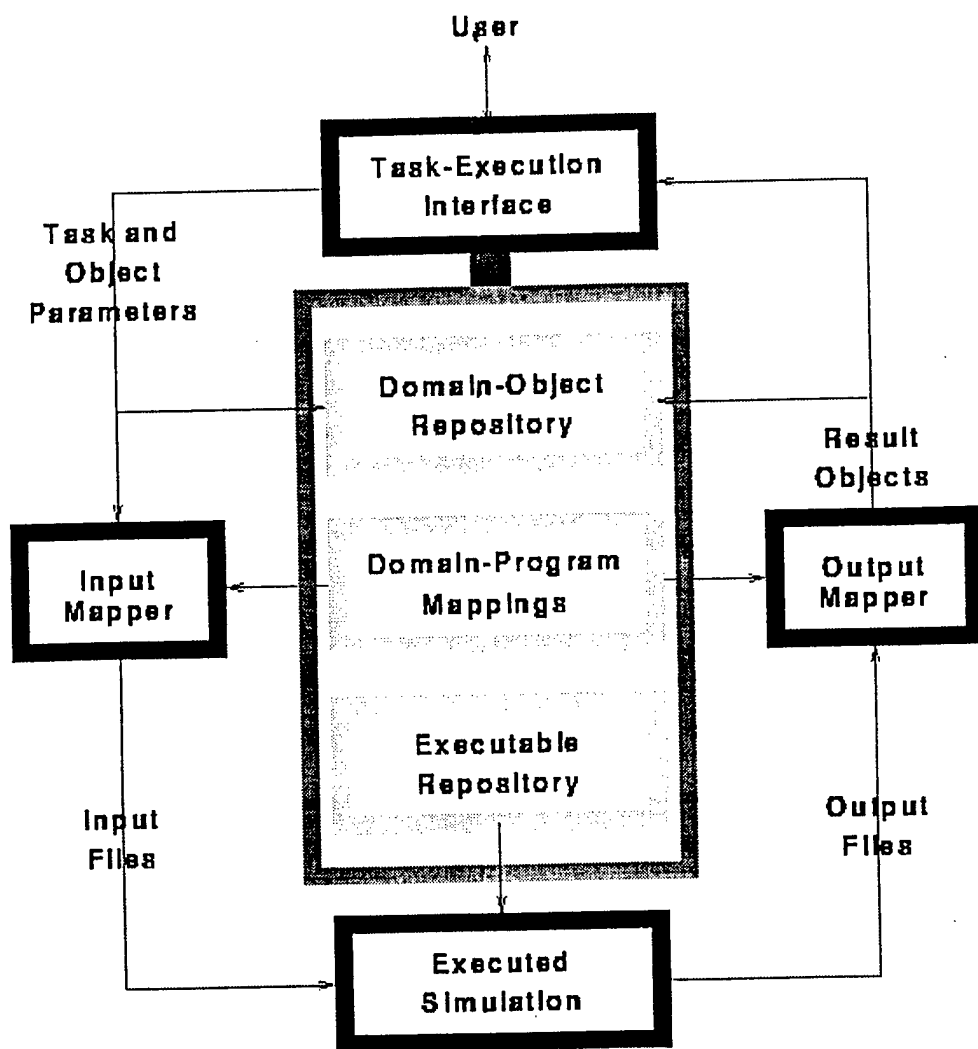 User
Task-Execution
Interface
Task and
Object
Parameters
Domain-Object
Repository
Result
Objects
Input
Mapper
Domain-Program
Mappings
Output
Mapper
Executable
Repository
Input
Files
Output
Files
Executed
Simulation